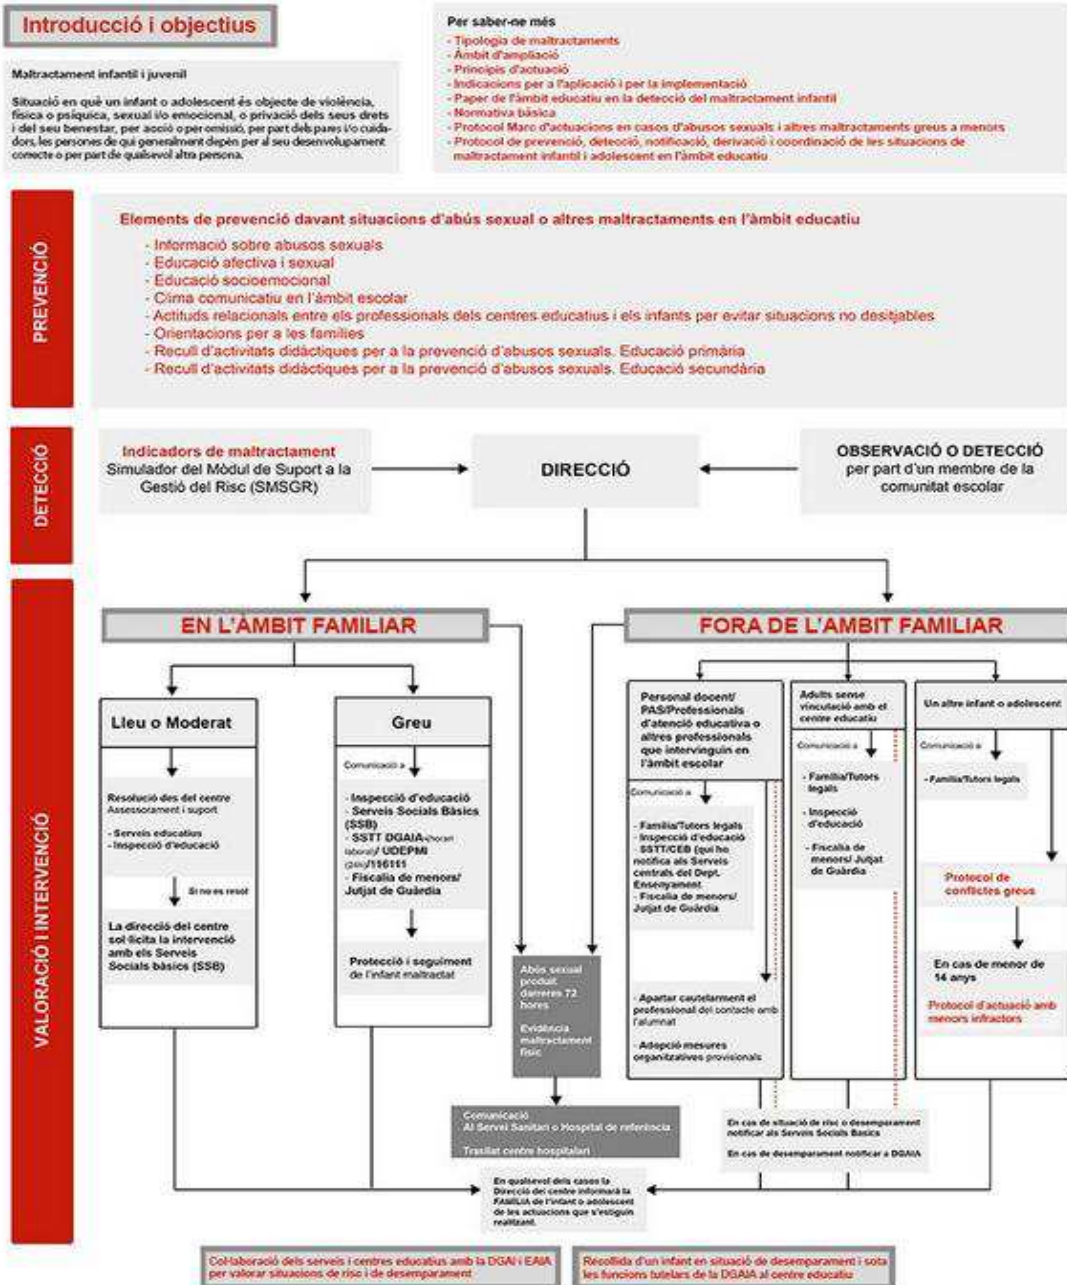 Introducció i objectius
Maltractament infantil i juvenil
Situació en què un infant o adolescent és objecte de violència,
física o psíquica, sexual i/o emocional, o privació dels seus drets
i del seu benestar, per acció o per omissió, per part dels pares i/o cuida-
dors, les persones de qui generalment depèn per al seu desenvolupament
correcte o per part de qualsevol altra persona.
Per saber-ne més
- Tipologia de maltractaments
- Àmbit d'ampliació
- Principis d'actuació
- Indicacions per a l'aplicació i per la implementació
- Paper de l'àmbit educatiu en la detecció del maltractament infantil
- Normativa bàsica
- Protocol Marc d'actuacions en casos d'abusos sexuals i altres maltractaments greus a menors
- Protocol de prevenció, detecció, notificació, derivació i coordinació de les situacions de
maltractament infantil i adolescent en l'àmbit educatiu
PREVENCIÓ
Elements de prevenció davant situacions d'abús sexual o altres maltractaments en l'àmbit educatiu
- Informació sobre abusos sexuals
- Educació afectiva i sexual
- Educació socioemocional
- Clima comunicatiu en l'àmbit escolar
- Actituds relacionals entre els professionals dels centres educatius i els infants per evitar situacions no desitjables
- Orientacions per a les famílies
- Recull d'activitats didàctiques per a la prevenció d'abusos sexuals. Educació primària
- Recull d'activitats didàctiques per a la prevenció d'abusos sexuals. Educació secundària
DETECCIÓ
Indicadors de maltractament
Simulador del Mòdul de Suport a la
Gestió del Risc (SMSGR)
DIRECCIÓ
OBSERVACIÓ O DETECCIÓ
per part d'un membre de la
comunitat escolar
VALORACIÓ I INTERVENCIÓ
EN L'ÀMBIT FAMILIAR
Lleu o Moderat
Resolució des del centre
Assessorament i suport
- Serveis educatius
- Inspecció d'educació
Si no es resol
La direcció del centre
sol·licita la intervenció
amb els Serveis
Socials bàsics (SSB)
Greu
Comunicació a
- Inspecció d'educació
- Serveis Socials Bàsics
(SSB)
- SSTT DGAIA (horari
laboral)/ UDEPMI
(24h)/116111
- Fiscalia de menors/
Jutjat de Guàrdia
Protecció i seguiment
de l'infant maltractat
Abús sexual
produït
darreres 72
hores
Evidència
maltractament
físic
Comunicació
Al Servei Sanitari o Hospital de referència
Trasllat centre hospitalari
FORA DE L'AMBIT FAMILIAR
Personal docent/
PAS/Professionals
d'atenció educativa o
altres professionals
que intervinguin en
l'àmbit escolar
Comunicació a
- Família/Tutors legals
- Inspecció d'educació
- SSTT/CEB (qui ho
notifica als Serveis
centrals del Dept.
Ensenyament
- Fiscalia de menors/
Jutjat de Guàrdia
- Apartar cautelarment el
professional del contacte amb
l'alumnat
- Adopció mesures
organitzatives provisionals
Adults sense
vinculació amb el
centre educatiu
Comunicació a
- Família/Tutors
legals
- Inspecció
d'educació
- Fiscalia de
menors/ Jutjat
de Guàrdia
Un altre infant o adolescent
Comunicació a
- Família/Tutors legals
Protocol de
conflictes greus
En cas de menor de
14 anys
Protocol d'actuació amb
menors infractors
En cas de situació de risc o desemparament
notificar als Serveis Socials Bàsics
En cas de desemparament notificar a DGAIA
En qualsevol dels casos la
Direcció del centre informarà la
FAMÍLIA de l'infant o adolescent
de les actuacions que s'estiguin
realitzant.
Col·laboració dels serveis i centres educatius amb la DGAI i EAIA
per valorar situacions de risc i de desemparament
Recollida d'un infant en situació de desemparament i sota
les funcions tutelars de la DGAIA al centre educatiu